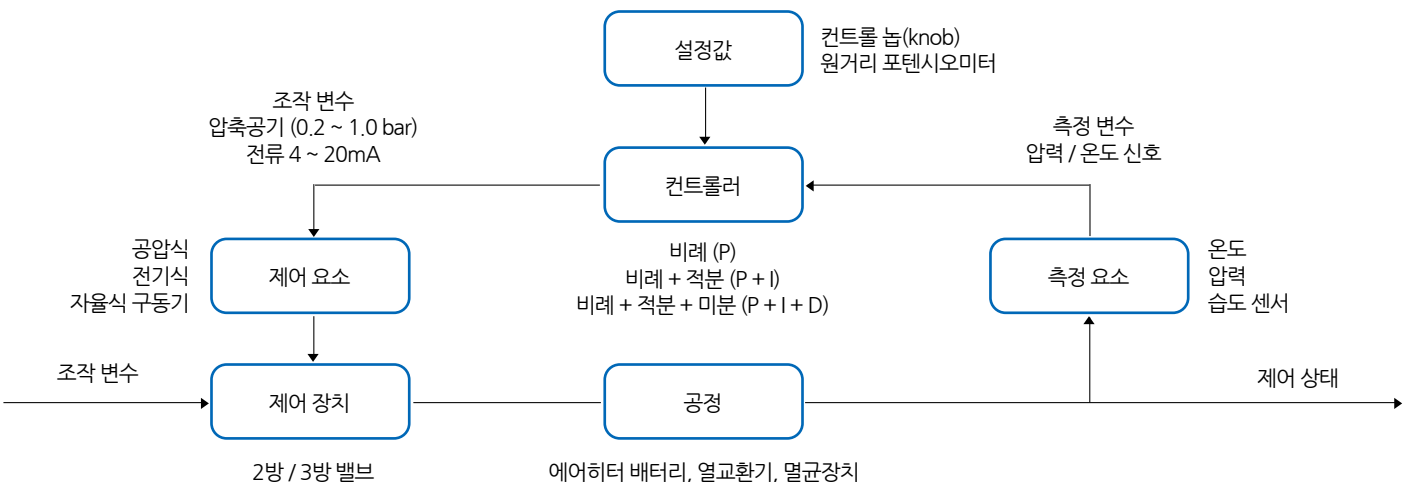 설정값
컨트롤 놉(knob)
원거리 포텐시오미터
조작 변수
압축공기 (0.2 ~ 1.0 bar)
전류 4 ~ 20mA
측정 변수
압력 / 온도 신호
컨트롤러
비례 (P)
비례 + 적분 (P + I)
비례 + 적분 + 미분 (P + I + D)
공압식
전기식
자율식 구동기
제어 요소
측정 요소
온도
압력
습도 센서
조작 변수
제어 장치
공정
제어 상태
2방 / 3방 밸브
에어히터 배터리, 열교환기, 멸균장치